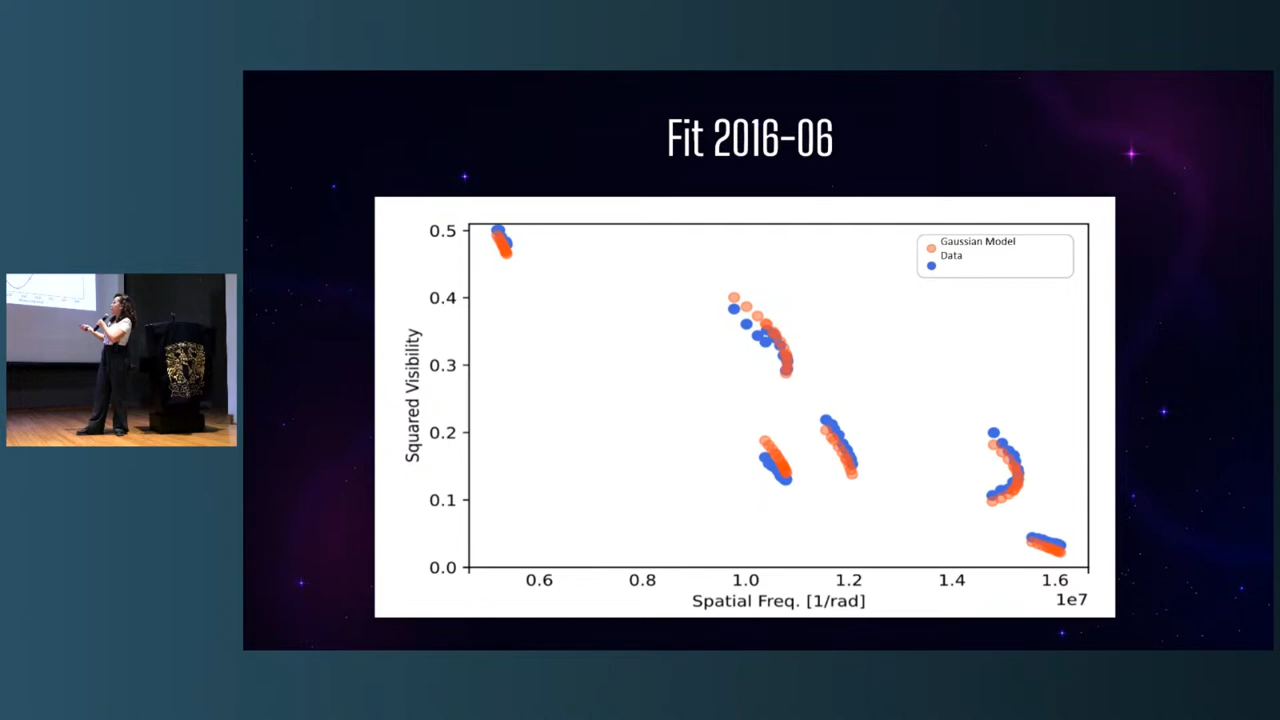 Fit 2016-06
Gaussian Model
Data
Squared Visibility
0.5
0.4
0.3
0.2
0.1
0.0
0.6 0.8 1.0 1.2 1.4 1.6
1e7
Spatial Freq. [1/rad]